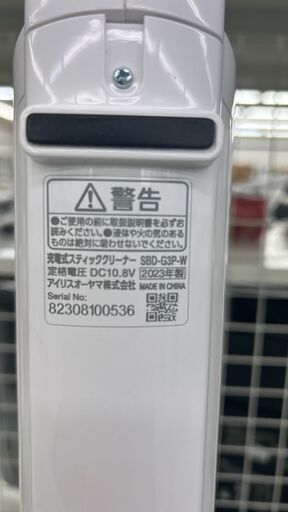 警告
●ご使用の前に取扱説明書を必ずお
読みください。●液体や火の気のある
ものは絶対に吸わせないでください。
充電式スティッククリーナー SBD-G3P-W
定格電圧 DC10.8V 2023年製
アイリスオーヤマ株式会社 MADE IN CHINA
Serial No:
82308100536